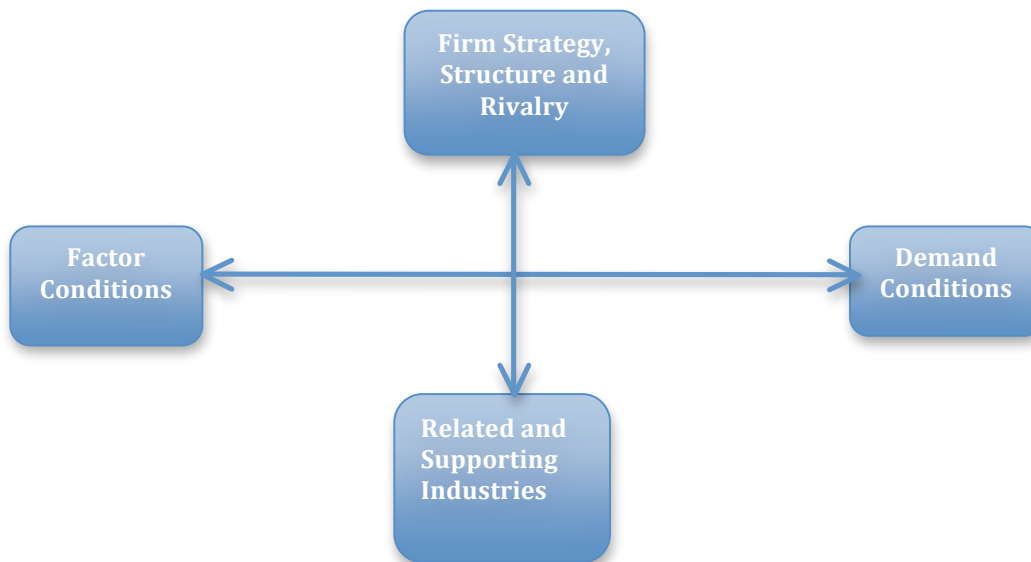 Firm Strategy,
Structure and
Rivalry
Factor
Conditions
Demand
Conditions
Related and
Supporting
Industries